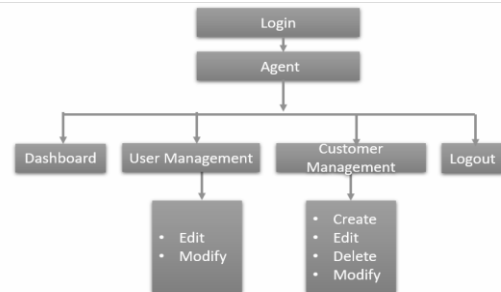 Login
Agent
Dashboard
User Management
Customer
Management
Logout
• Edit
• Modify
• Create
• Edit
• Delete
• Modify